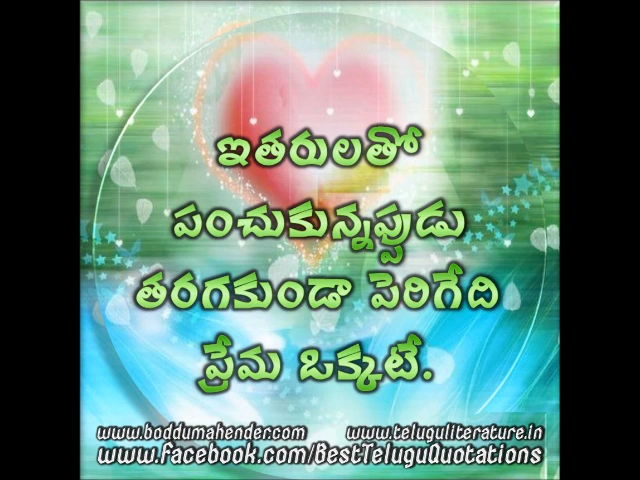 ఇతరులతో
పంచుకున్నప్పుడు
తరగకుండా పెరిగేది
ప్రేమ ఒక్కటే.
www.boddumahender.com www.teluguliterature.in
www.facebook.com/BestTeluguQuotations